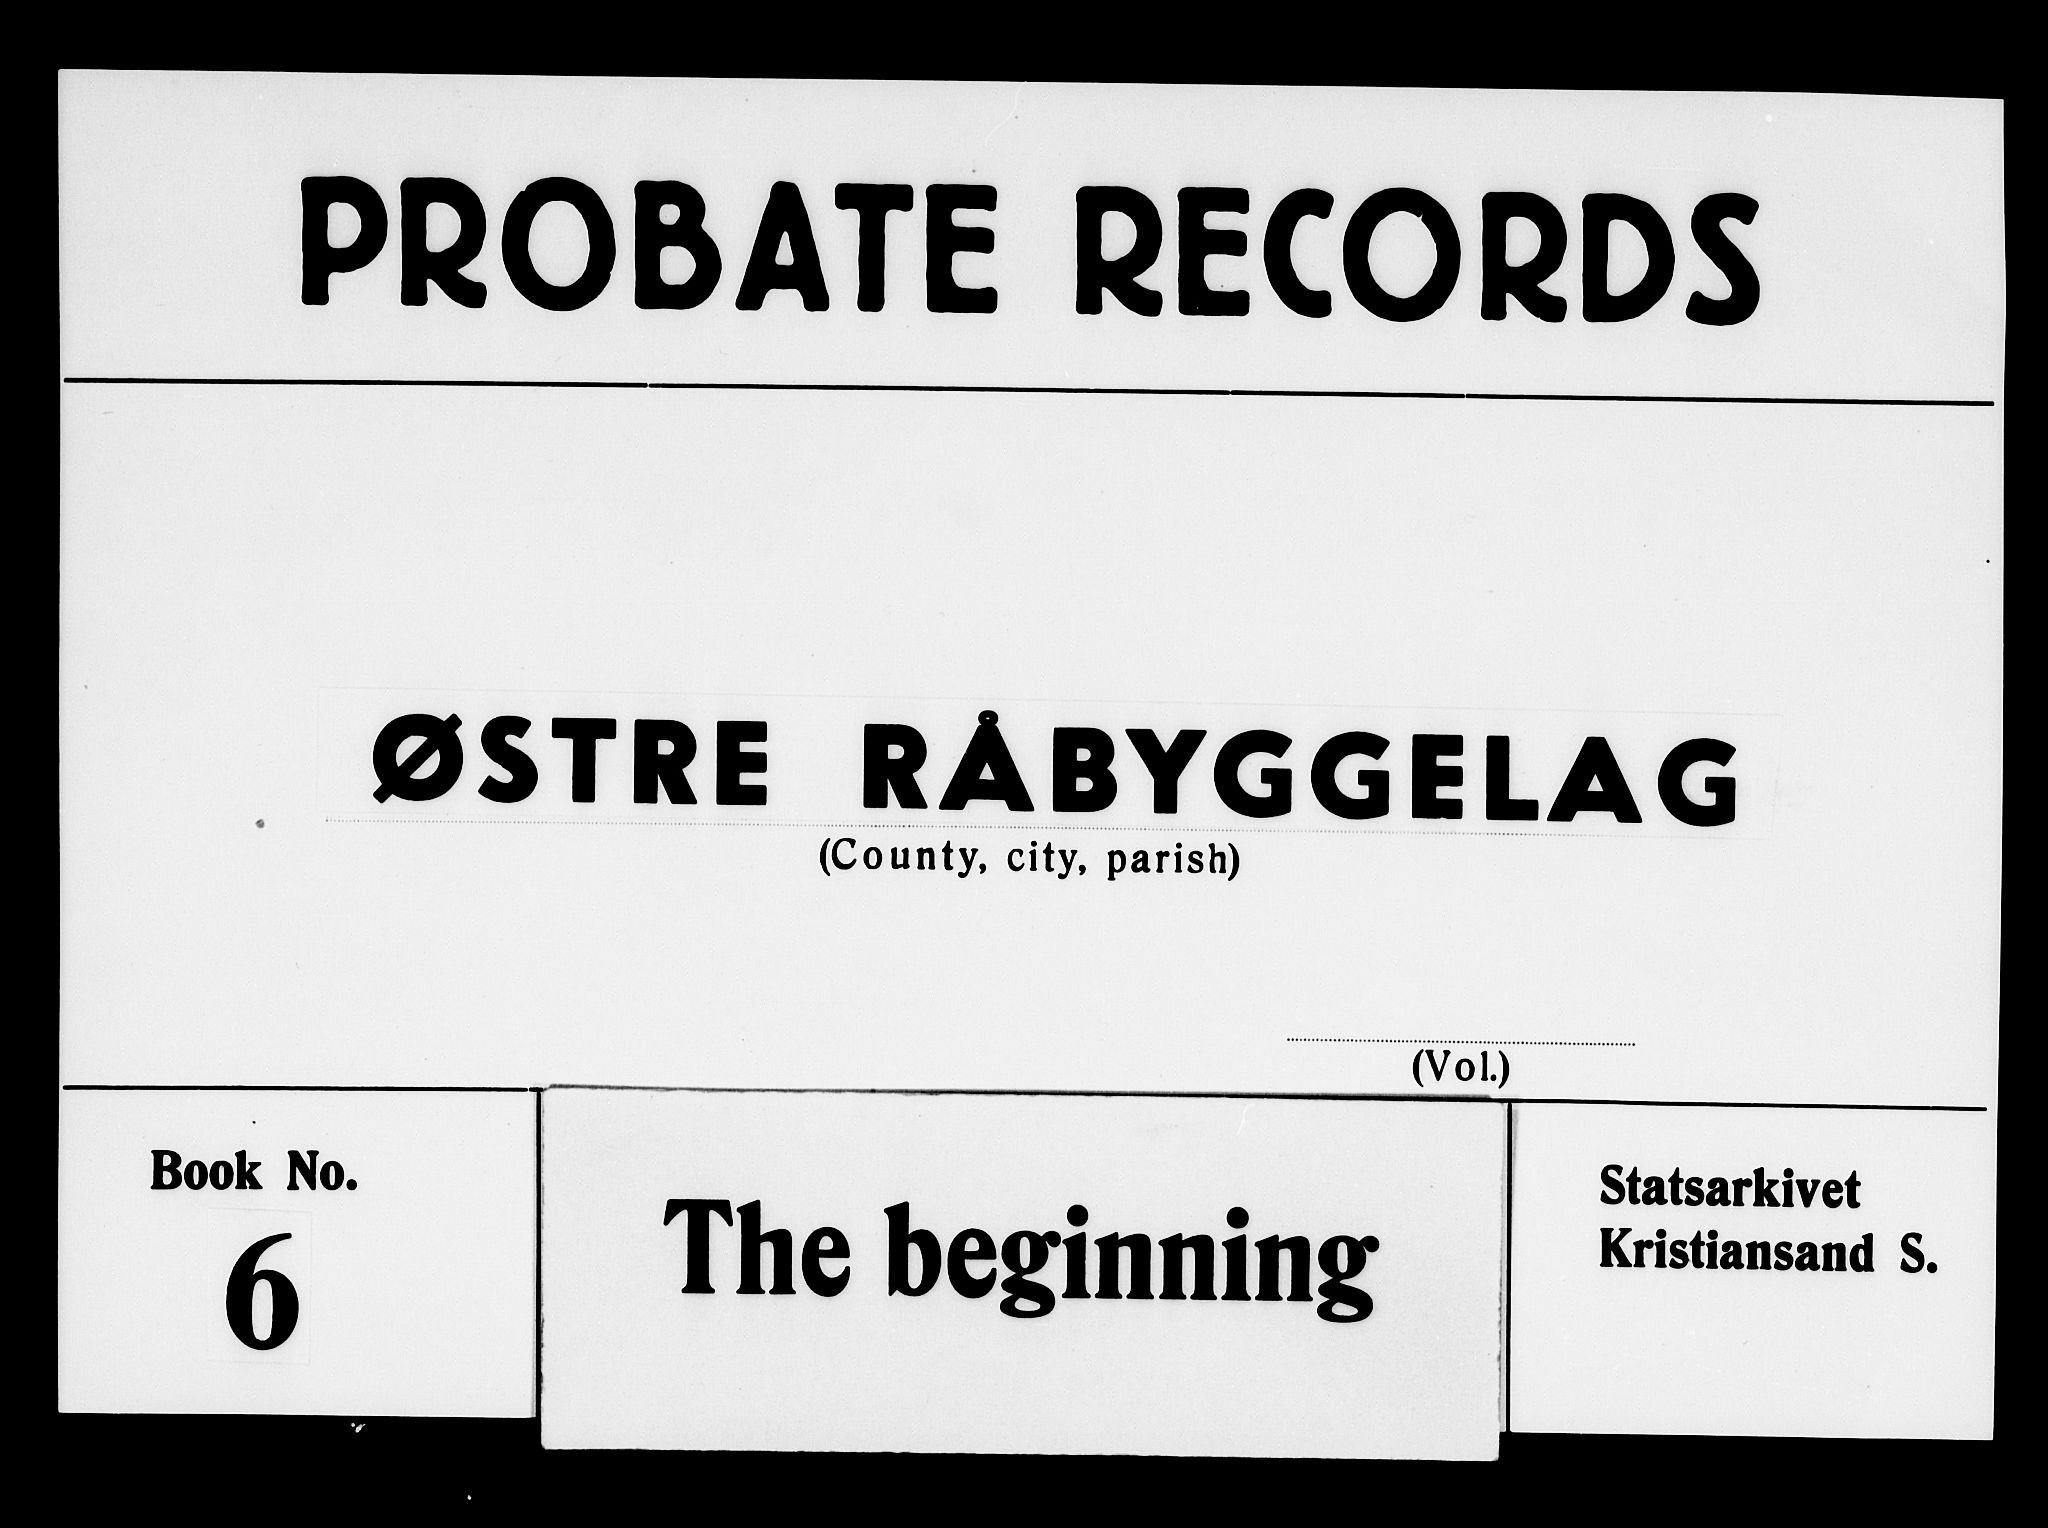 PROBATE RECORDS
ØSTRE RÅBYGGELAG
(County, city, parish)
(Vol.)
Book No.
6
The beginning
Statsarkivet
Kristiansand S.